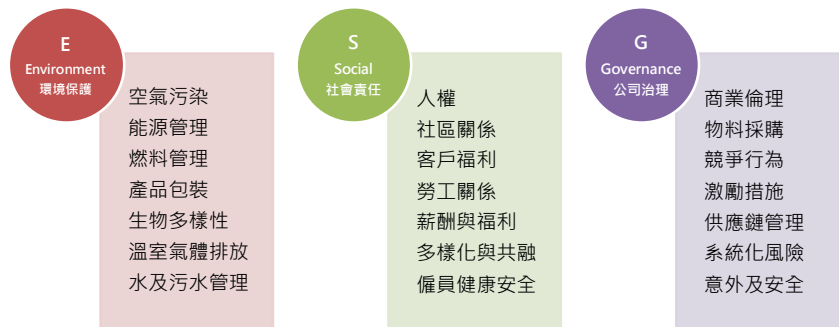 E
Environment
環境保護
空氣污染
能源管理
燃料管理
產品包裝
生物多樣性
溫室氣體排放
水及污水管理
S
Social
社會責任
人權
社區關係
客戶福利
勞工關係
薪酬與福利
多樣化與共融
僱員健康安全
G
Governance
公司治理
商業倫理
物料採購
競爭行為
激勵措施
供應鏈管理
系統化風險
意外及安全